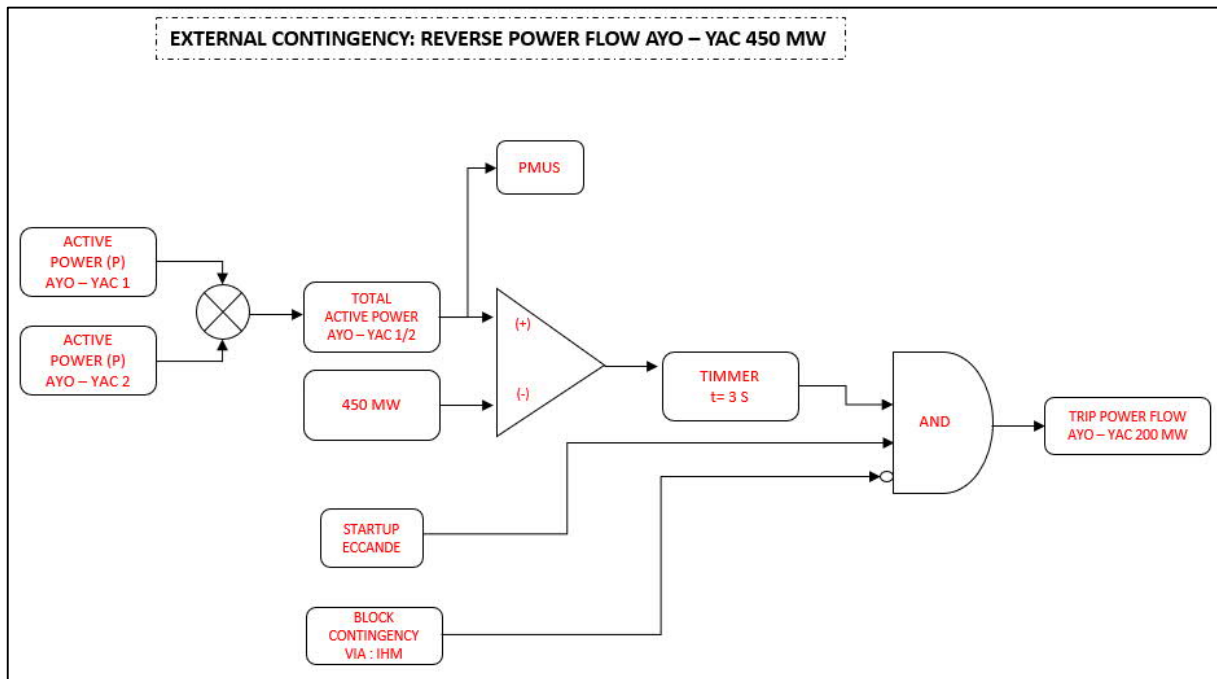 EXTERNAL CONTINGENCY: REVERSE POWER FLOW AYO – YAC 450 MW
PMUS
ACTIVE
POWER (P)
AYO – YAC 1
ACTIVE
POWER (P)
AYO – YAC 2
TOTAL
ACTIVE POWER
AYO – YAC 1/2
450 MW
(+)
(-)
TIMMER
t= 3 S
AND
TRIP POWER FLOW
AYO – YAC 200 MW
STARTUP
ECCANDE
BLOCK
CONTINGENCY
VIA : IHM